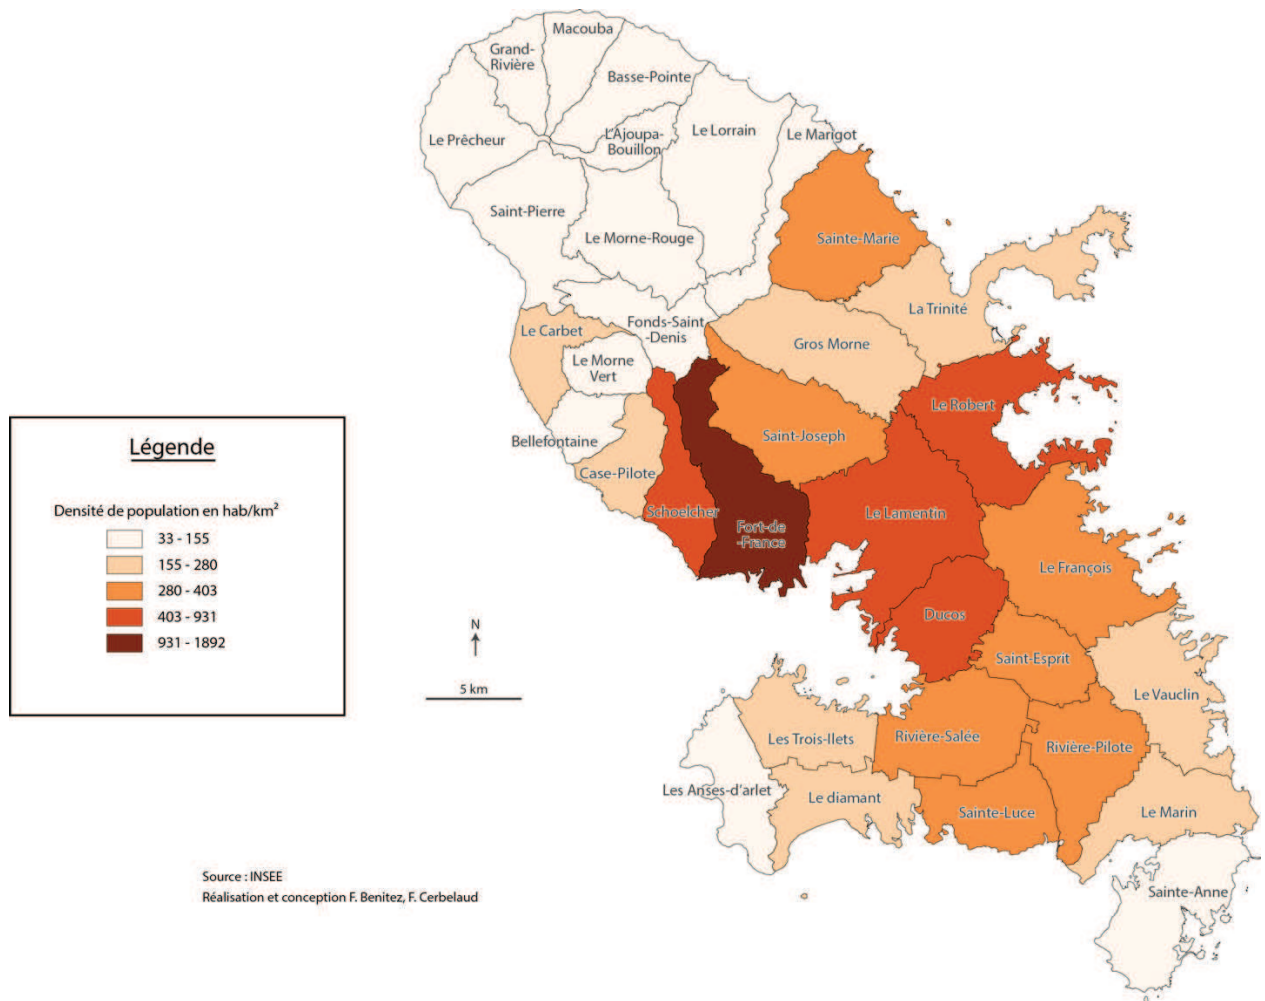 Macouba
Grand-
Rivière
Basse-Pointe
Le Lorrain
Le Marigot
L'Ajoupa-
Bouillon
Le Prêcheur
Saint-Pierre
Le Morne-Rouge
Sainte-Marie
La Trinité
Fonds-Saint
-Denis
Le Carbet
Gros Morne
Le Morne
Vert
Le Robert
Bellefontaine
Saint-Joseph
Case-Pilote
Schoelcher
Le Lamentin
Fort-de
-France
Le François
Ducos
Saint-Esprit
Le Vauclin
Les Trois-Ilets
Rivière-Salée
Rivière-Pilote
Les Anses-d'arlet
Le diamant
Sainte-Luce
Le Marin
Sainte-Anne
Légende
Densité de population en hab/km²
33 - 155
155 - 280
280 - 403
403 - 931
931 - 1892
N
5 km
Source : INSEE
Réalisation et conception F. Benitez, F. Cerbelaud